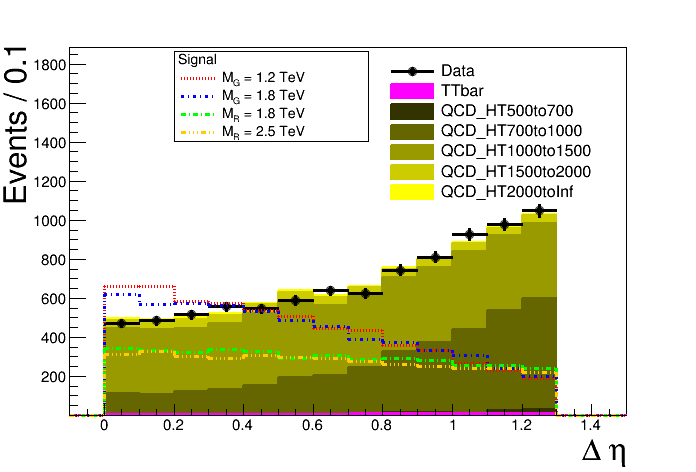 Events / 0.1
1800
1600
1400
1200
1000
800
600
400
200
Signal
M_G = 1.2 TeV
M_G = 1.8 TeV
M_R = 1.8 TeV
M_R = 2.5 TeV
Data
TTbar
QCD_HT500to700
QCD_HT700to1000
QCD_HT1000to1500
QCD_HT1500to2000
QCD_HT2000toInf
0 0.2 0.4 0.6 0.8 1 1.2 1.4
Δ η